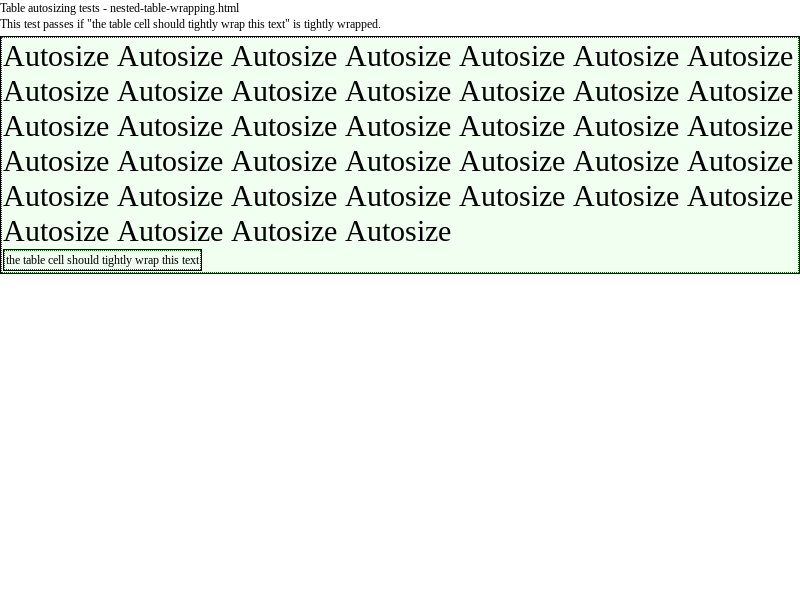 Table autosizing tests - nested-table-wrapping.html
This test passes if "the table cell should tightly wrap this text" is tightly wrapped.
Autosize Autosize Autosize Autosize Autosize Autosize Autosize
Autosize Autosize Autosize Autosize Autosize Autosize Autosize
Autosize Autosize Autosize Autosize Autosize Autosize Autosize
Autosize Autosize Autosize Autosize Autosize Autosize Autosize
Autosize Autosize Autosize Autosize Autosize Autosize Autosize
Autosize Autosize Autosize Autosize
the table cell should tightly wrap this text